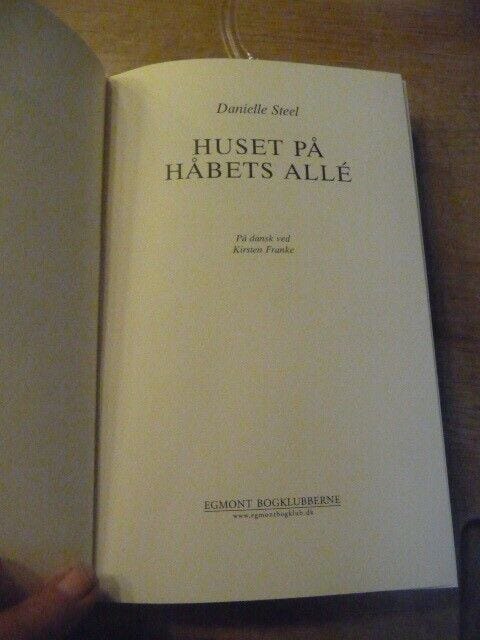 Danielle Steel
HUSET PÅ
HÅBETS ALLÉ
På dansk ved
Kirsten Franke
EGMONT BOGKLUBBERNE
www.egmontbogklub.dk